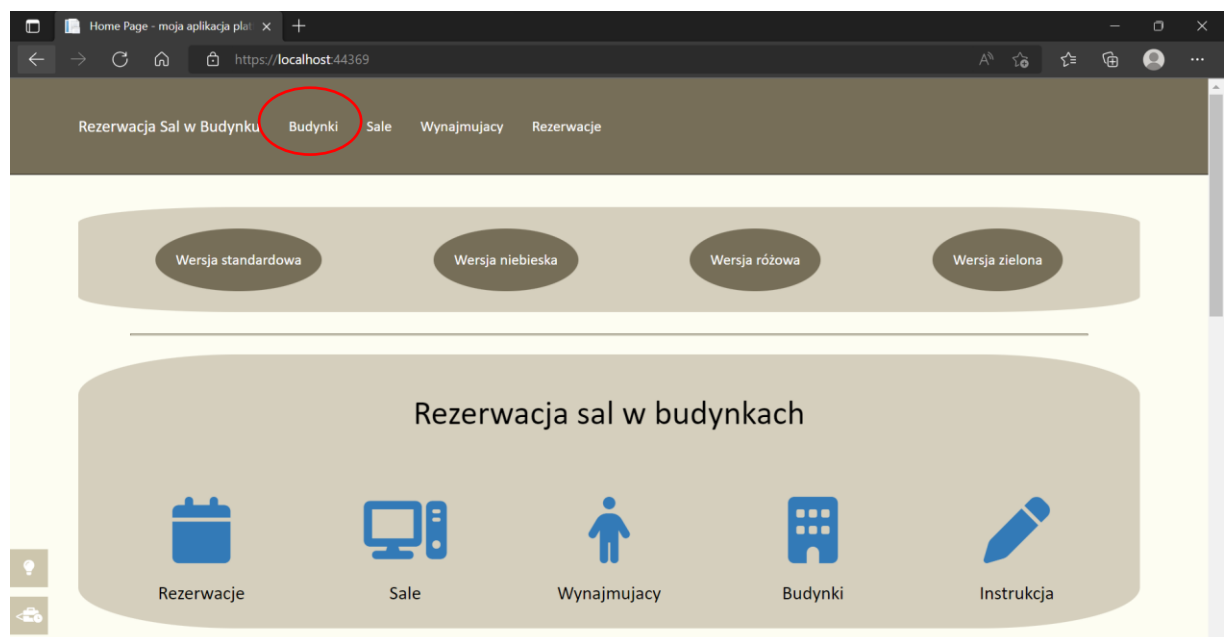 Home Page - moja aplikacja plat
https://localhost:44369
Rezerwacja Sal w Budynku Budynki Sale Wynajmujacy Rezerwacje
Wersja standardowa Wersja niebieska Wersja różowa Wersja zielona
Rezerwacja sal w budynkach
Rezerwacje Sale Wynajmujacy Budynki Instrukcja